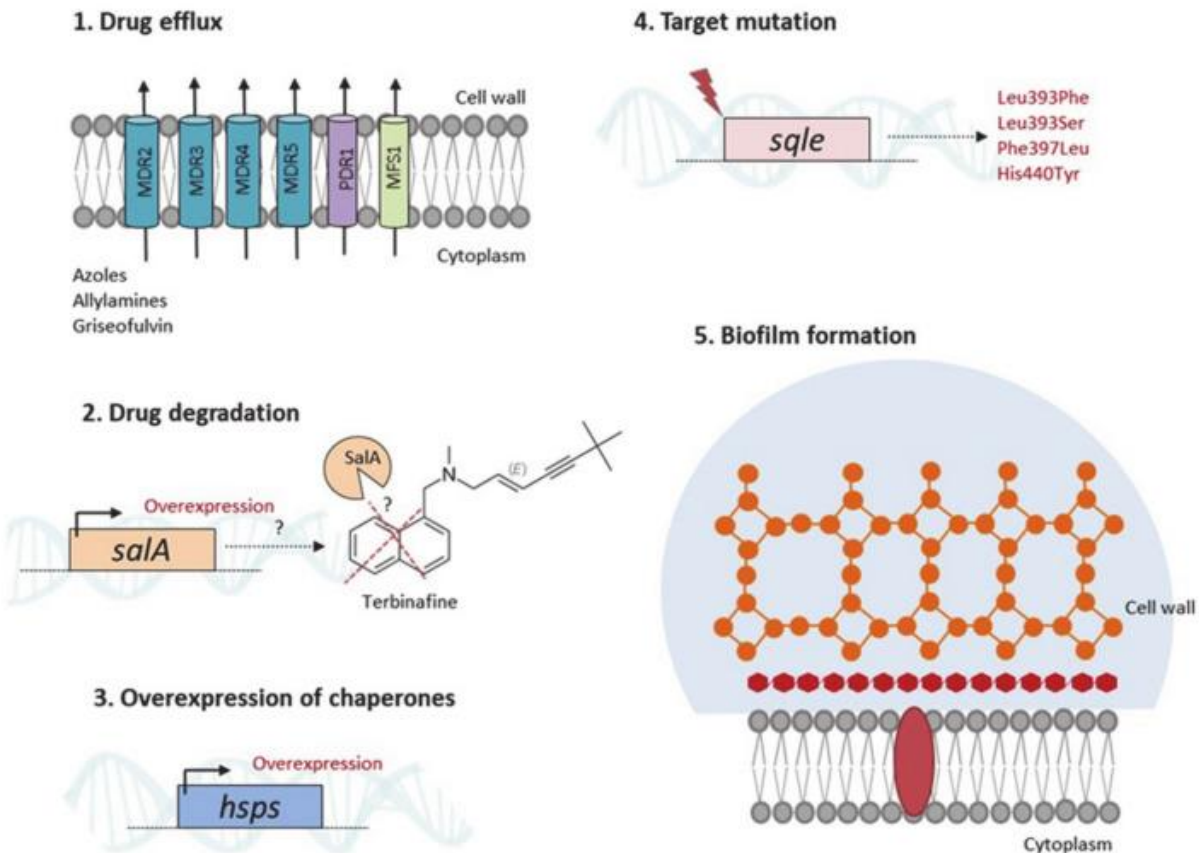 1. Drug efflux
Cell wall
MDR2
MDR3
MDR4
MDR5
PDR1
MFS1
Cytoplasm
Azoles
Allylamines
Griseofulvin
2. Drug degradation
Overexpression
?
salA
SalA
?
N
(E)
Terbinafine
3. Overexpression of chaperones
Overexpression
hsps
4. Target mutation
sqle
Leu393Phe
Leu393Ser
Phe397Leu
His440Tyr
5. Biofilm formation
Cell wall
Cytoplasm